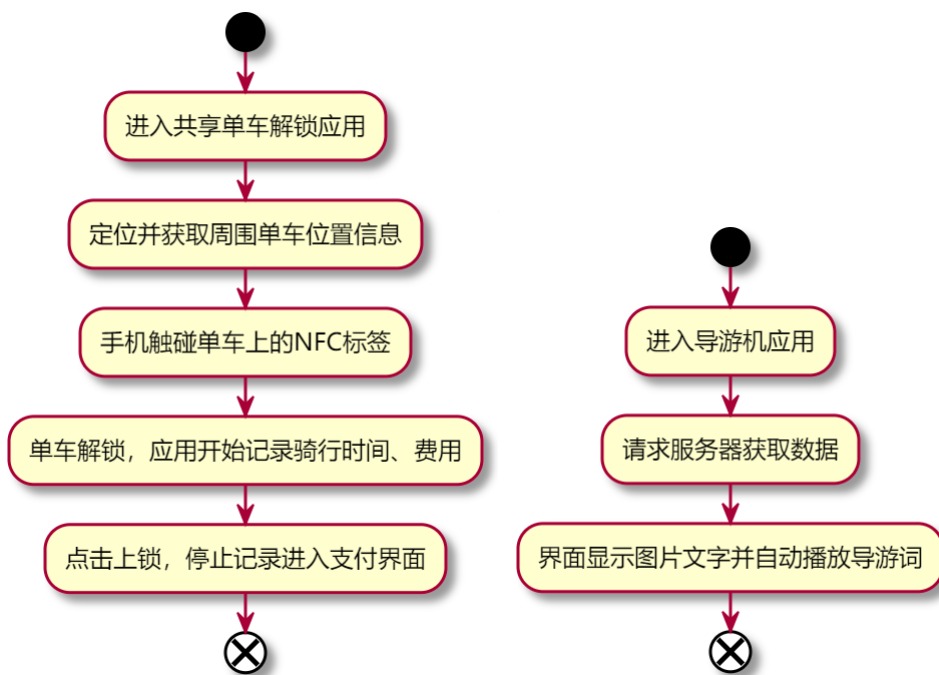 进入共享单车解锁应用
定位并获取周围单车位置信息
手机触碰单车上的NFC标签
单车解锁，应用开始记录骑行时间、费用
点击上锁，停止记录进入支付界面
进入导游机应用
请求服务器获取数据
界面显示图片文字并自动播放导游词